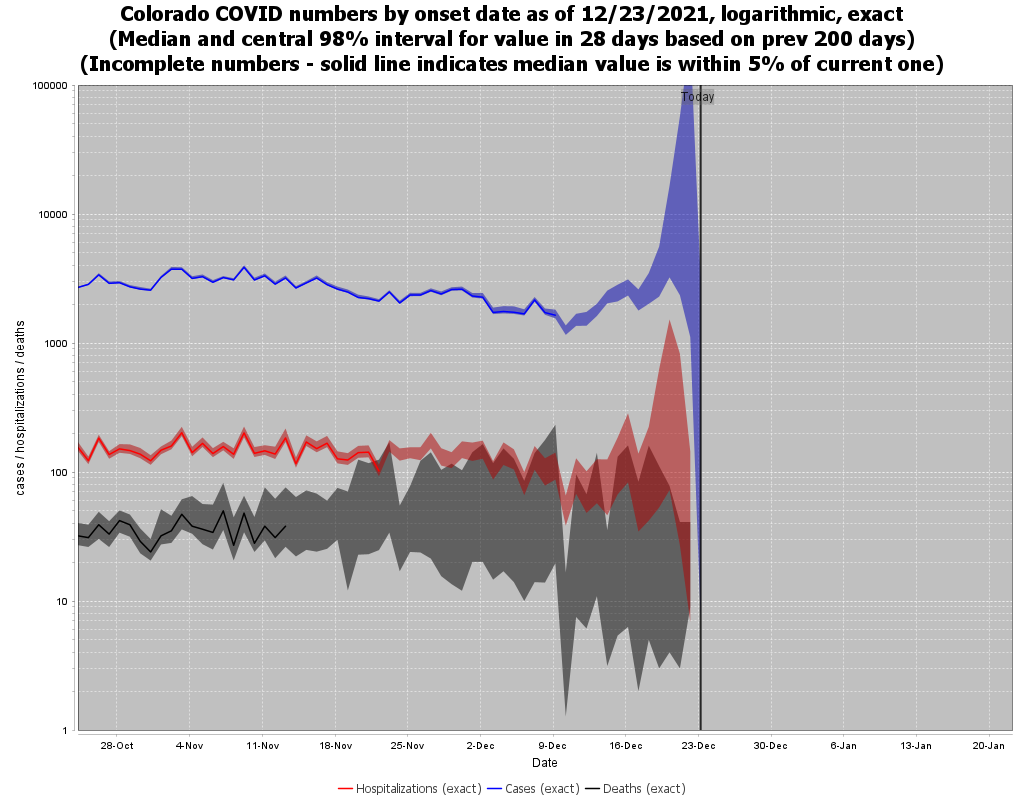 Colorado COVID numbers by onset date as of 12/23/2021, logarithmic, exact
(Median and central 98% interval for value in 28 days based on prev 200 days)
(Incomplete numbers - solid line indicates median value is within 5% of current one)
Today
100000
10000
1000
100
10
1
cases / hospitalizations / deaths
28-Oct 4-Nov 11-Nov 18-Nov 25-Nov 2-Dec 9-Dec 16-Dec 23-Dec 30-Dec 6-Jan 13-Jan 20-Jan
Date
Hospitalizations (exact) Cases (exact) Deaths (exact)